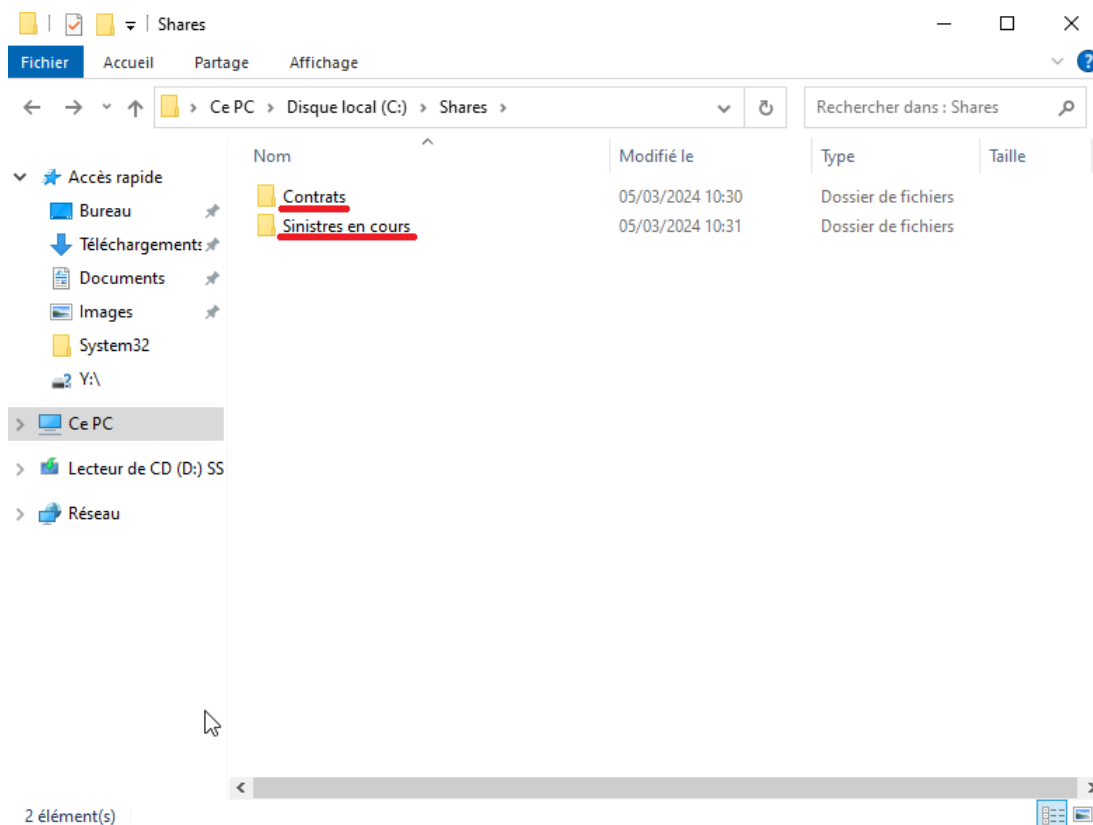 Shares
Fichier Accueil Partage Affichage ?
Ce PC > Disque local (C:) > Shares > Rechercher dans : Shares
Nom Modifié le Type Taille
Accès rapide
Contrats 05/03/2024 10:30 Dossier de fichiers
Bureau
Sinistres en cours 05/03/2024 10:31 Dossier de fichiers
Téléchargements
Documents
Images
System32
Y:\
Ce PC
Lecteur de CD (D:) SS
Réseau
2 élément(s)